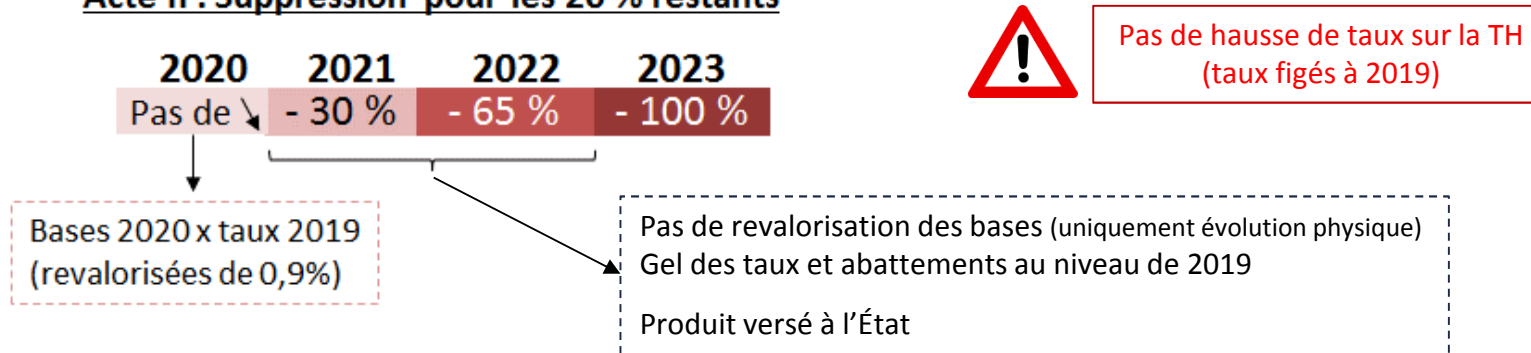 Acte II : Suppression pour les 20 % restants
Pas de hausse de taux sur la TH
(taux figés à 2019)
2020 2021 2022 2023
Pas de - 30 % - 65 % - 100 %
Bases 2020 x taux 2019
(revalorisées de 0,9%)
Pas de revalorisation des bases (uniquement évolution physique)
Gel des taux et abattements au niveau de 2019
Produit versé à l’État